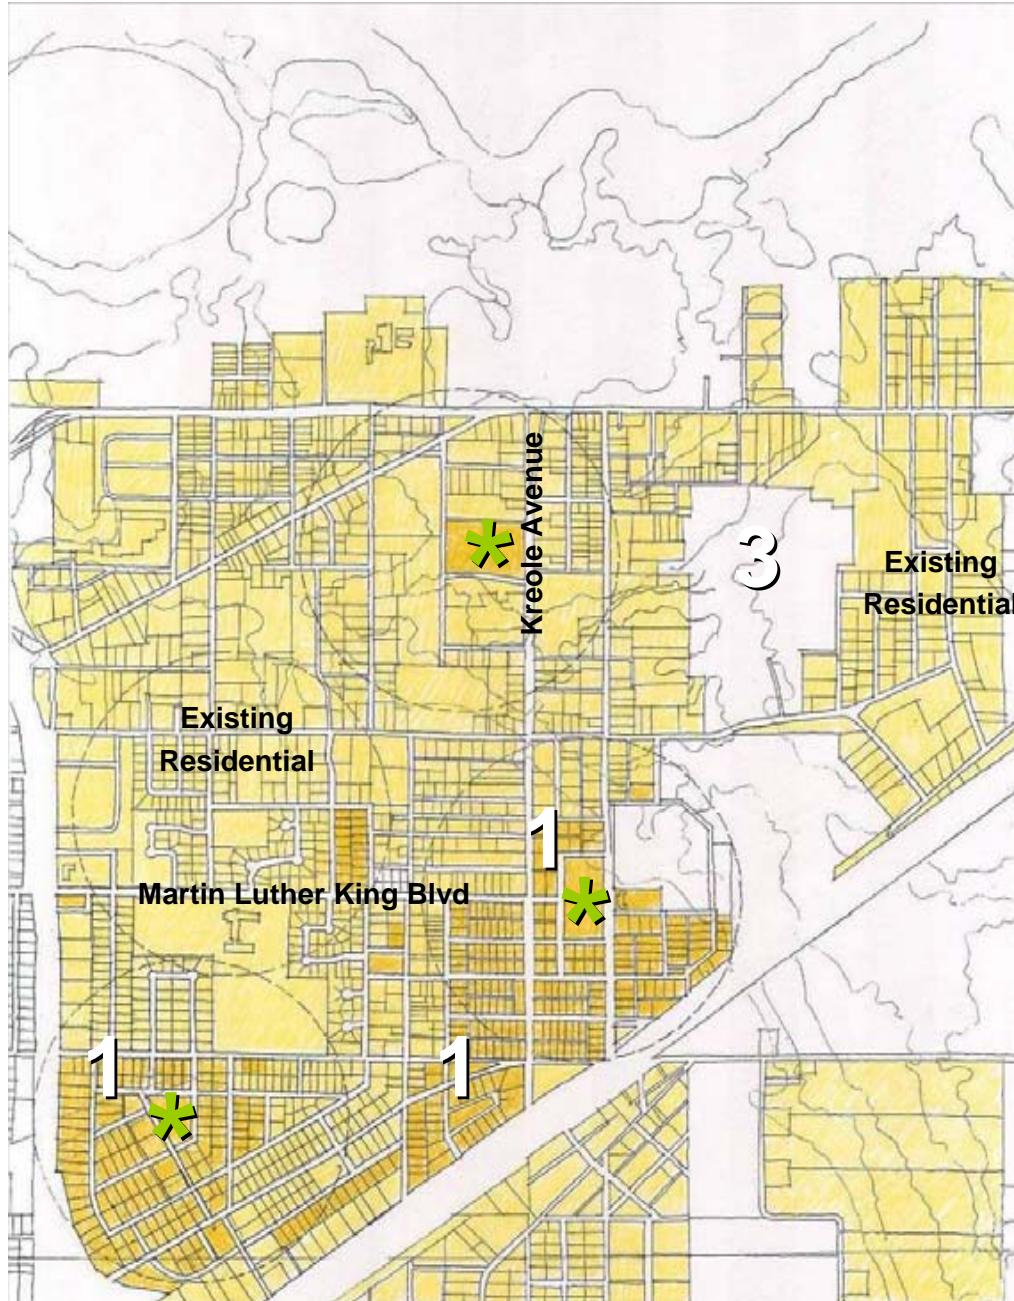 Kreole Avenue
3
Existing
Residential
Existing
Residential
1
*
Martin Luther King Blvd
*
1
1
*